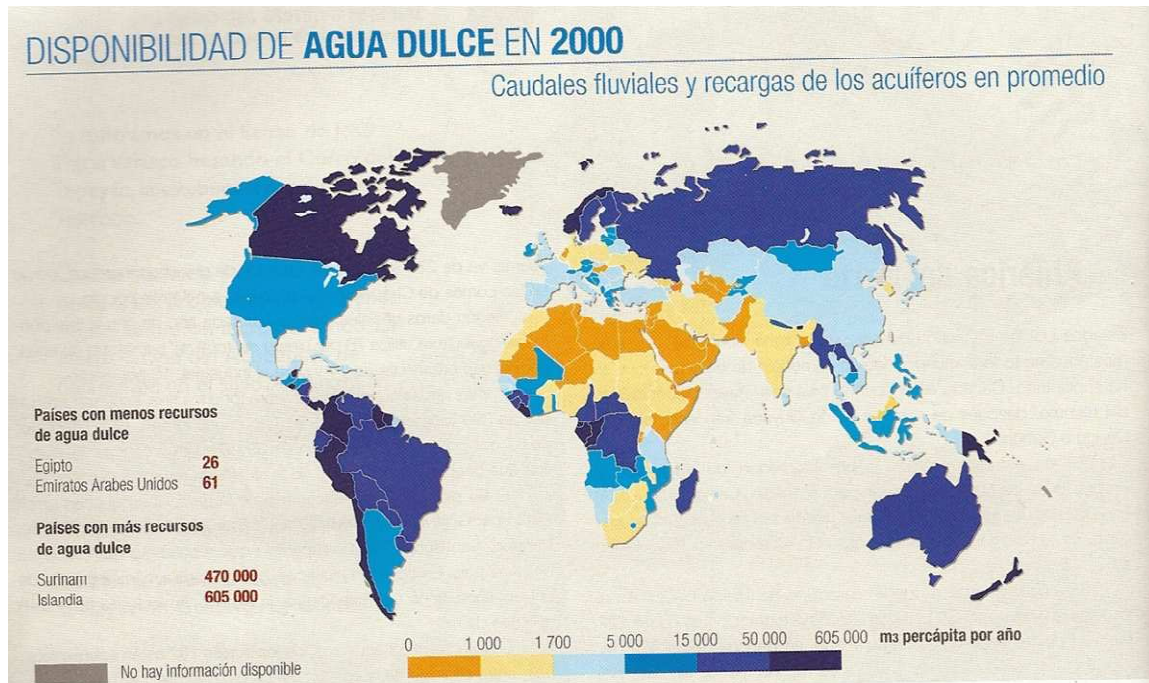 DISPONIBILIDAD DE AGUA DULCE EN 2000
Caudales fluviales y recargas de los acuíferos en promedio
Países con menos recursos
de agua dulce
Egipto 26
Emiratos Arabes Unidos 61
Países con más recursos
de agua dulce
Surinam 470 000
Islandia 605 000
No hay información disponible
0 1 000 1 700 5 000 15 000 50 000 605 000 m3 percápita por año